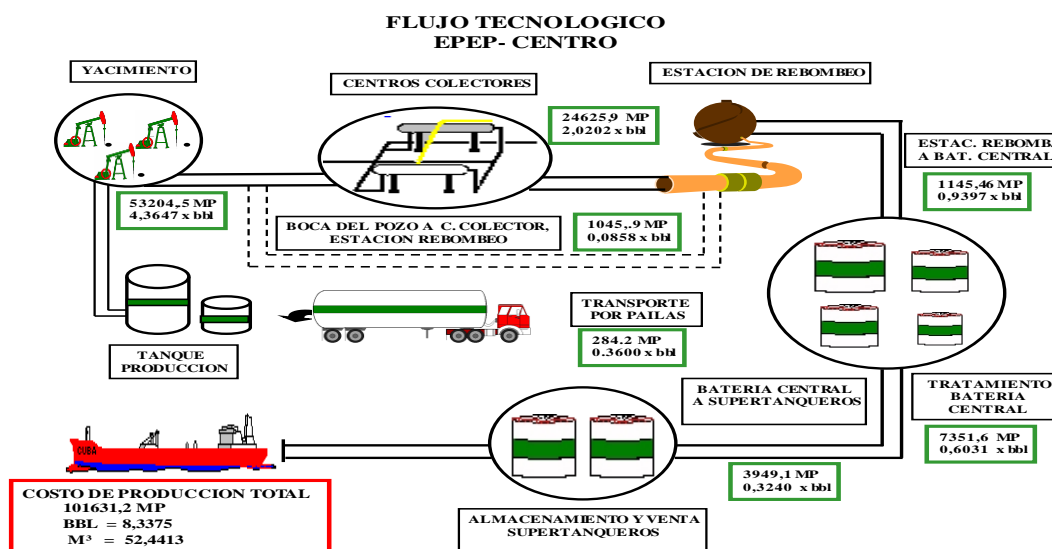 FLUJO TECNOLOGICO
EPEP- CENTRO
YACIMIENTO
CENTROS COLECTORES
ESTACION DE REBOMBEO
24625,9 MP
2,0202 x bbl
ESTAC. REBOMB
A BAT. CENTRAL
1145,46 MP
0,9397 x bbl
53204,.5 MP
4,3647 x bbl
BOCA DEL POZO A C. COLECTOR,
ESTACION REBOMBEO
1045,.9 MP
0,0858 x bbl
TRANSPORTE
POR PAILAS
284.2 MP
0.3600 x bbl
TANQUE
PRODUCCION
BATERIA CENTRAL
A SUPERTANQUEROS
TRATAMIENTO
BATERIA
CENTRAL
7351,6 MP
0,6031 x bbl
3949,1 MP
0,3240 x bbl
CUBA
COSTO DE PRODUCCION TOTAL
101631,2 MP
BBL = 8,3375
M³ = 52,4413
ALMACENAMIENTO Y VENTA
SUPERTANQUEROS